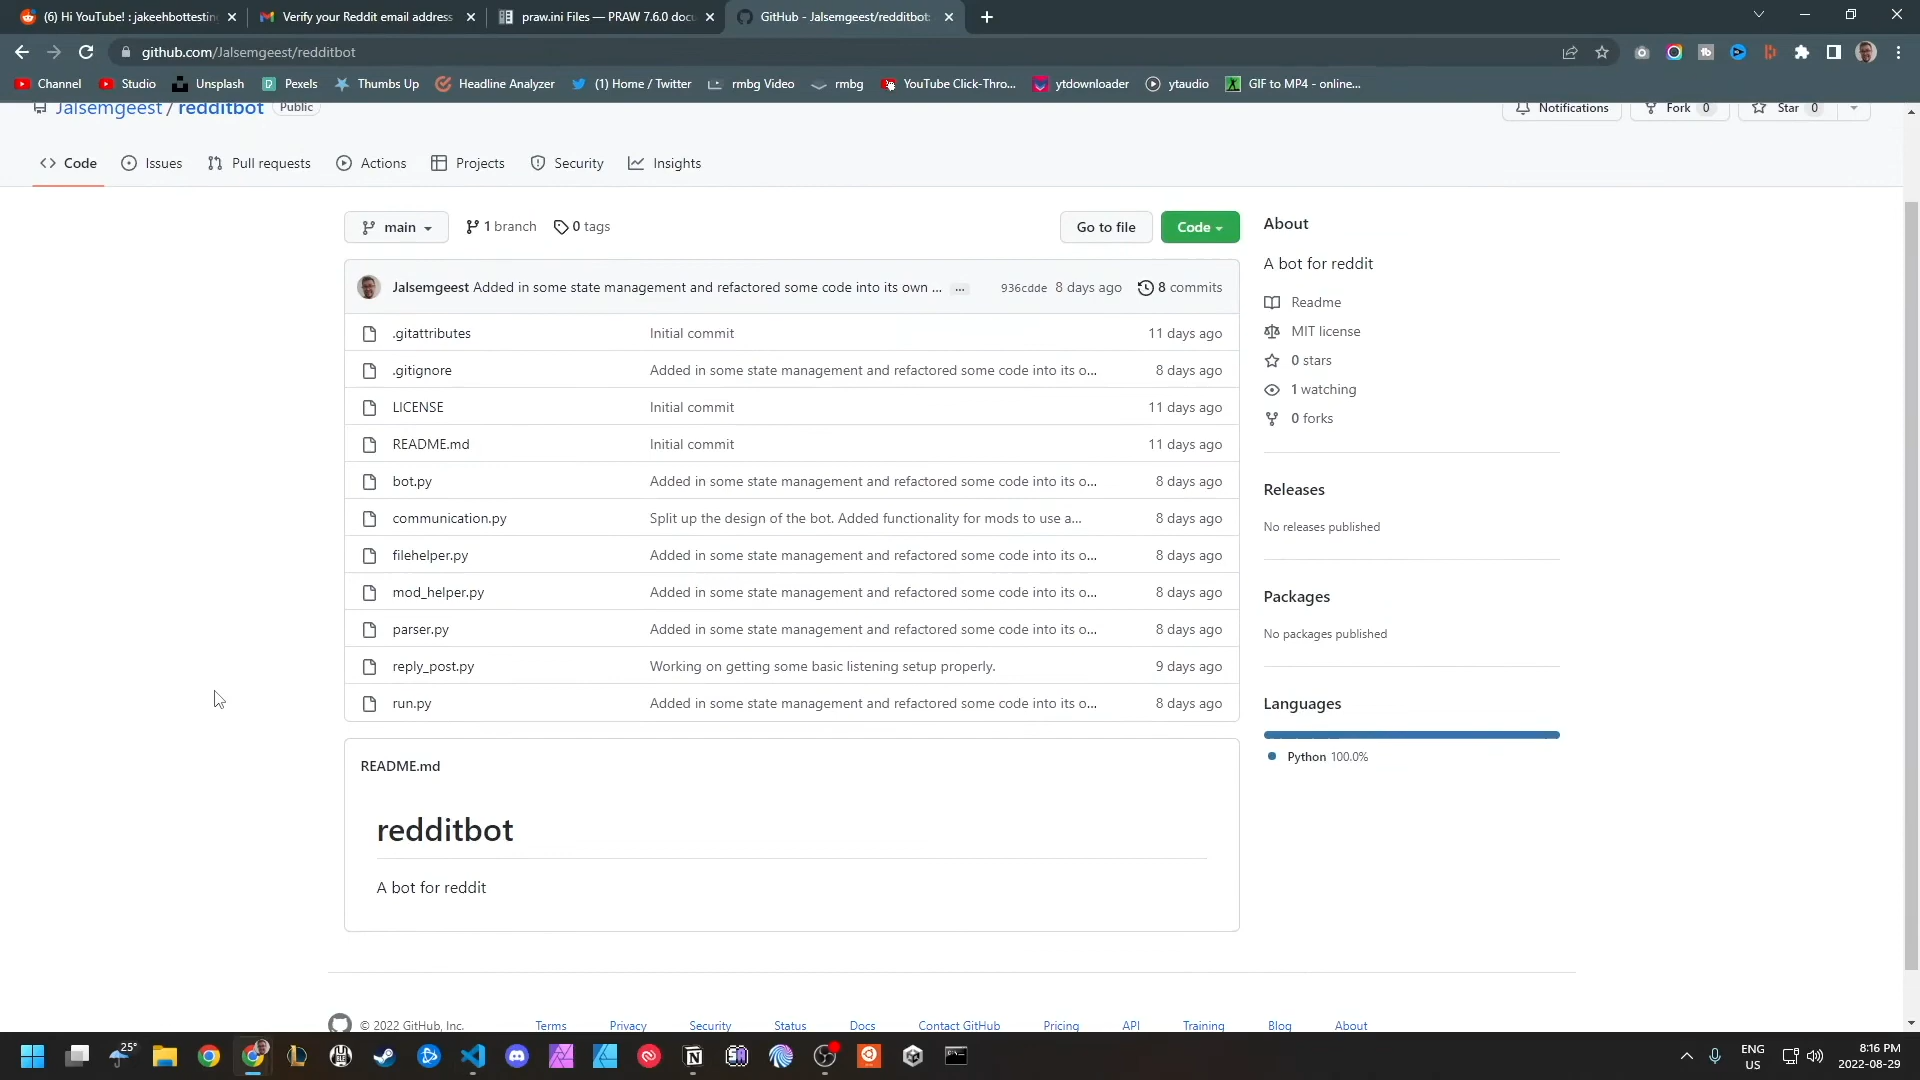 (6) Hi YouTube! : jakeehbottestin
Verify your Reddit email address
praw.ini Files — PRAW 7.6.0 docu
GitHub - Jalsemgeest/redditbot:
github.com/Jalsemgeest/redditbot
Channel
Studio
Unsplash
Pexels
Thumbs Up
Headline Analyzer
(1) Home / Twitter
rmbg Video
rmbg
YouTube Click-Thro...
ytdownloader
ytaudio
GIF to MP4 - online...
Jalsemgeest / redditbot Public
Notifications
Fork 0
Star 0
Code
Issues
Pull requests
Actions
Projects
Security
Insights
main
1 branch
0 tags
Go to file
Code
Jalsemgeest Added in some state management and refactored some code into its own ... ... 936cdde 8 days ago 8 commits
.gitattributes Initial commit 11 days ago
.gitignore Added in some state management and refactored some code into its o... 8 days ago
LICENSE Initial commit 11 days ago
README.md Initial commit 11 days ago
bot.py Added in some state management and refactored some code into its o... 8 days ago
communication.py Split up the design of the bot. Added functionality for mods to use a... 8 days ago
filehelper.py Added in some state management and refactored some code into its o... 8 days ago
mod_helper.py Added in some state management and refactored some code into its o... 8 days ago
parser.py Added in some state management and refactored some code into its o... 8 days ago
reply_post.py Working on getting some basic listening setup properly. 9 days ago
run.py Added in some state management and refactored some code into its o... 8 days ago
README.md
redditbot
A bot for reddit
About
A bot for reddit
Readme
MIT license
0 stars
1 watching
0 forks
Releases
No releases published
Packages
No packages published
Languages
Python 100.0%
© 2022 GitHub, Inc.
Terms
Privacy
Security
Status
Docs
Contact GitHub
Pricing
API
Training
Blog
About
25°
ENG
US
8:16 PM
2022-08-29